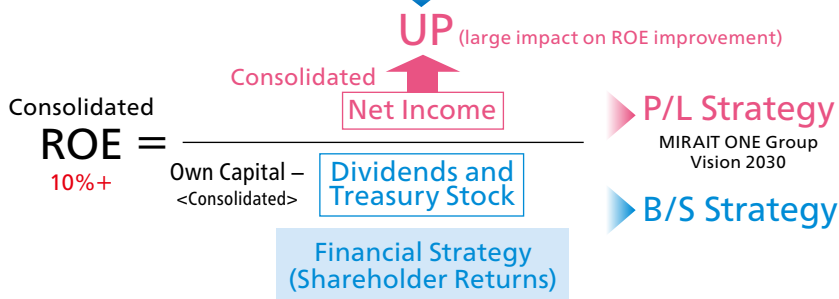 UP (large impact on ROE improvement)
Consolidated
Net Income
Consolidated
ROE =
10%+
Own Capital –
<Consolidated>
Dividends and
Treasury Stock
Financial Strategy
(Shareholder Returns)
P/L Strategy
MIRAIT ONE Group
Vision 2030
B/S Strategy